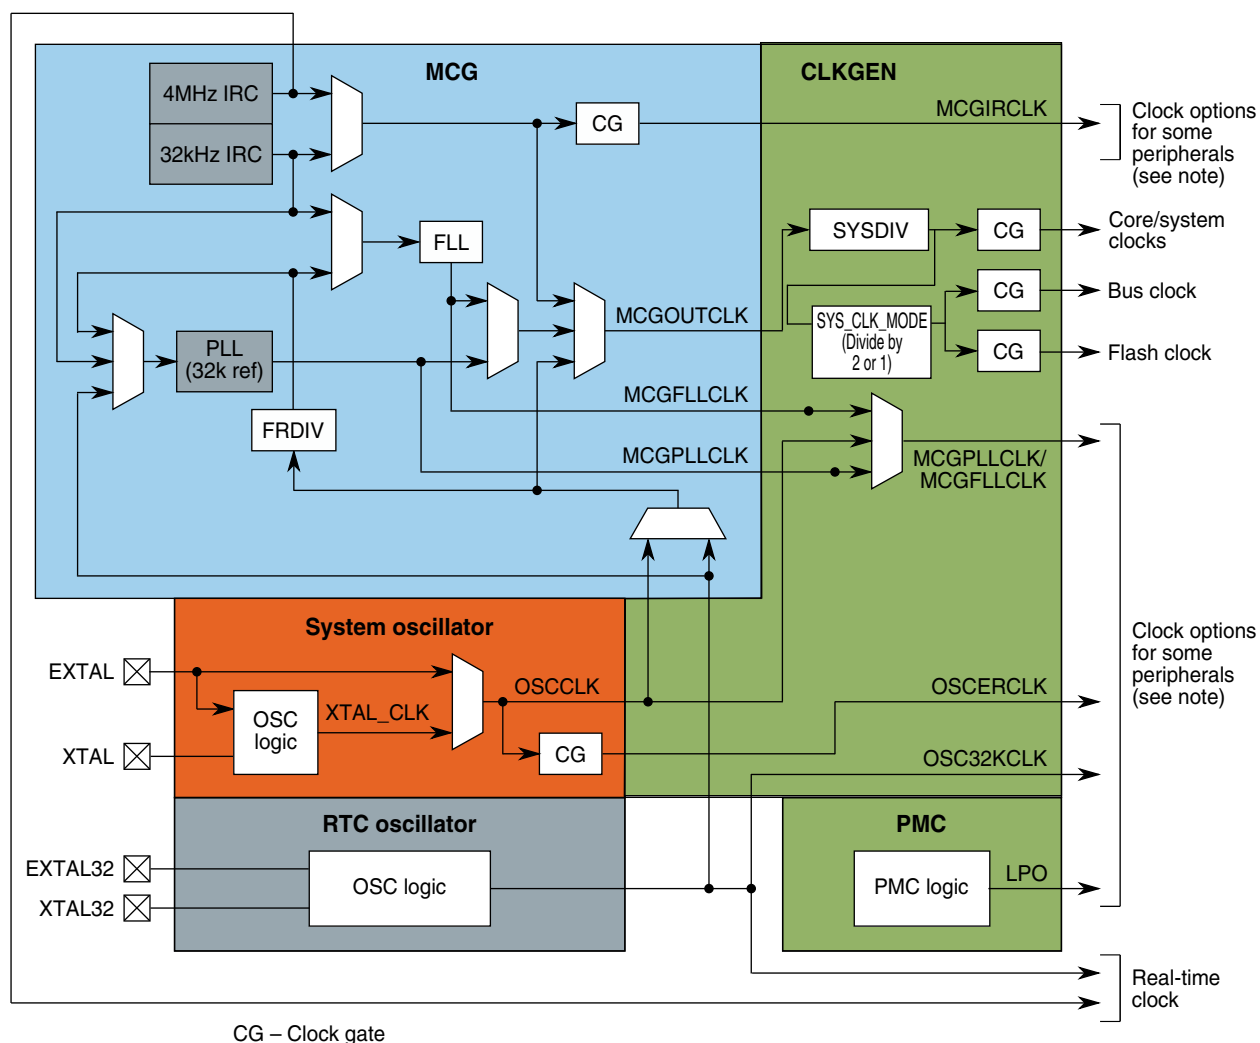 MCG
CLKGEN
4MHz IRC
32kHz IRC
CG
MCGIRCLK
Clock options
for some
peripherals
(see note)
FLL
SYSDIV
CG
Core/system
clocks
CG
Bus clock
MCGOUTCLK
SYS_CLK_MODE
(Divide by
2 or 1)
CG
Flash clock
PLL
(32k ref)
MCGFLLCLK
FRDIV
MCGPLLCLK
MCGPLLCLK/
MCGFLLCLK
System oscillator
EXTAL
OSCCLK
XTAL_CLK
OSC
logic
XTAL
CG
OSCERCLK
OSC32KCLK
Clock options
for some
peripherals
(see note)
RTC oscillator
PMC
EXTAL32
XTAL32
OSC logic
PMC logic
LPO
Real-time
clock
CG – Clock gate